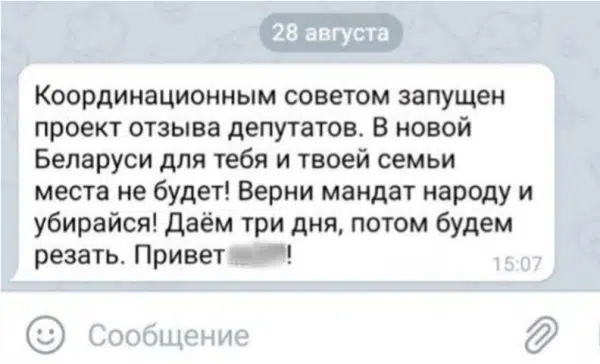 28 августа
Координационным советом запущен
проект отзыва депутатов. В новой
Беларуси для тебя и твоей семьи
места не будет! Верни мандат народу и
убирайся! Даём три дня, потом будем
резать. Привет !
15:07
Сообщение